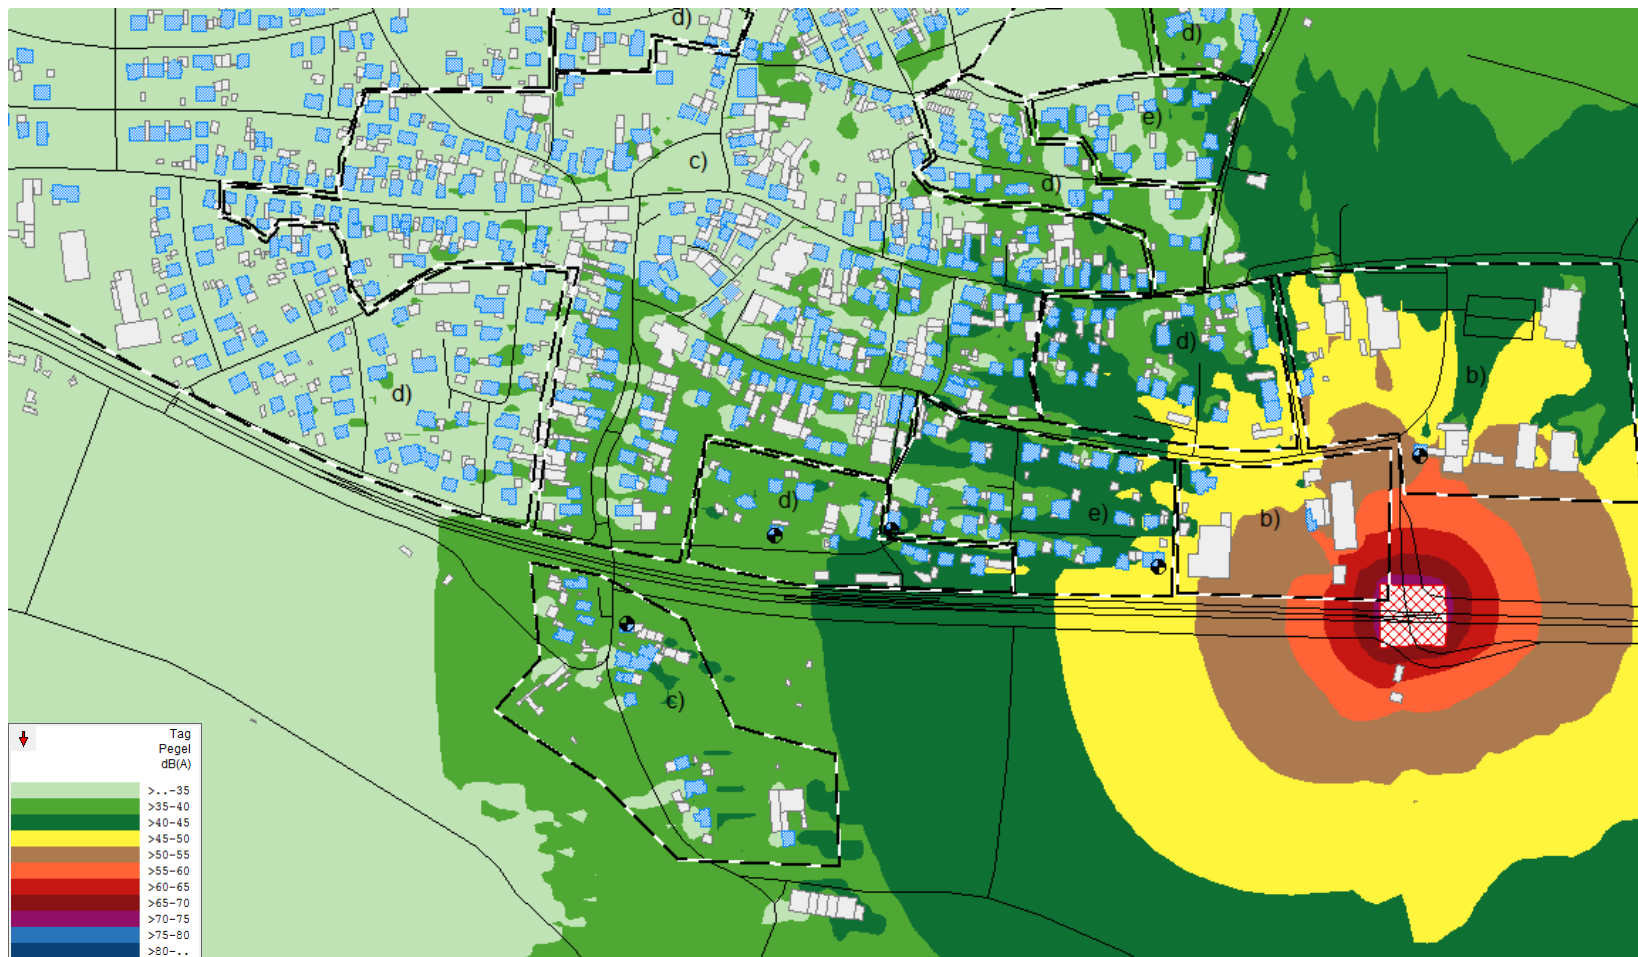 d)
d)
e)
c)
d)
d)
b)
d)
d)
e)
b)
c)
Tag
Pegel
dB(A)
>..-35
>35-40
>40-45
>45-50
>50-55
>55-60
>60-65
>65-70
>70-75
>75-80
>80-..